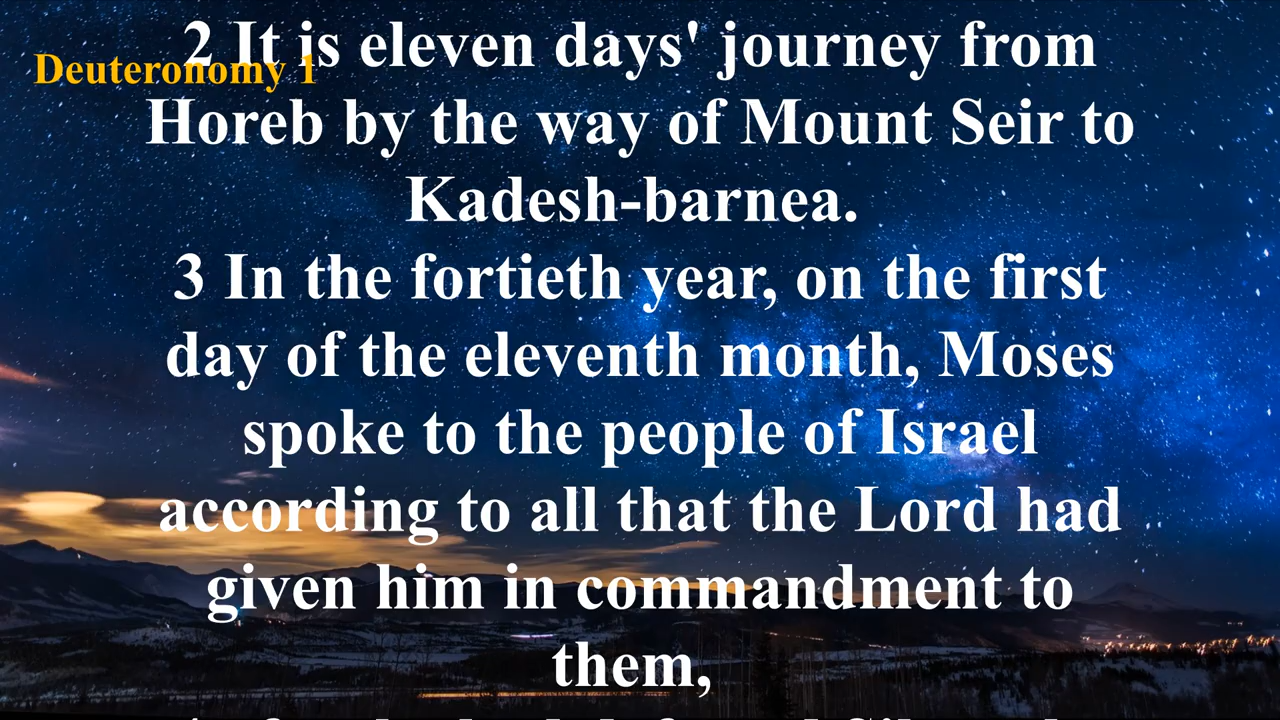 2 It is eleven days' journey from
Deuteronomy 1
Horeb by the way of Mount Seir to
Kadesh-barnea.
3 In the fortieth year, on the first
day of the eleventh month, Moses
spoke to the people of Israel
according to all that the Lord had
given him in commandment to
them,